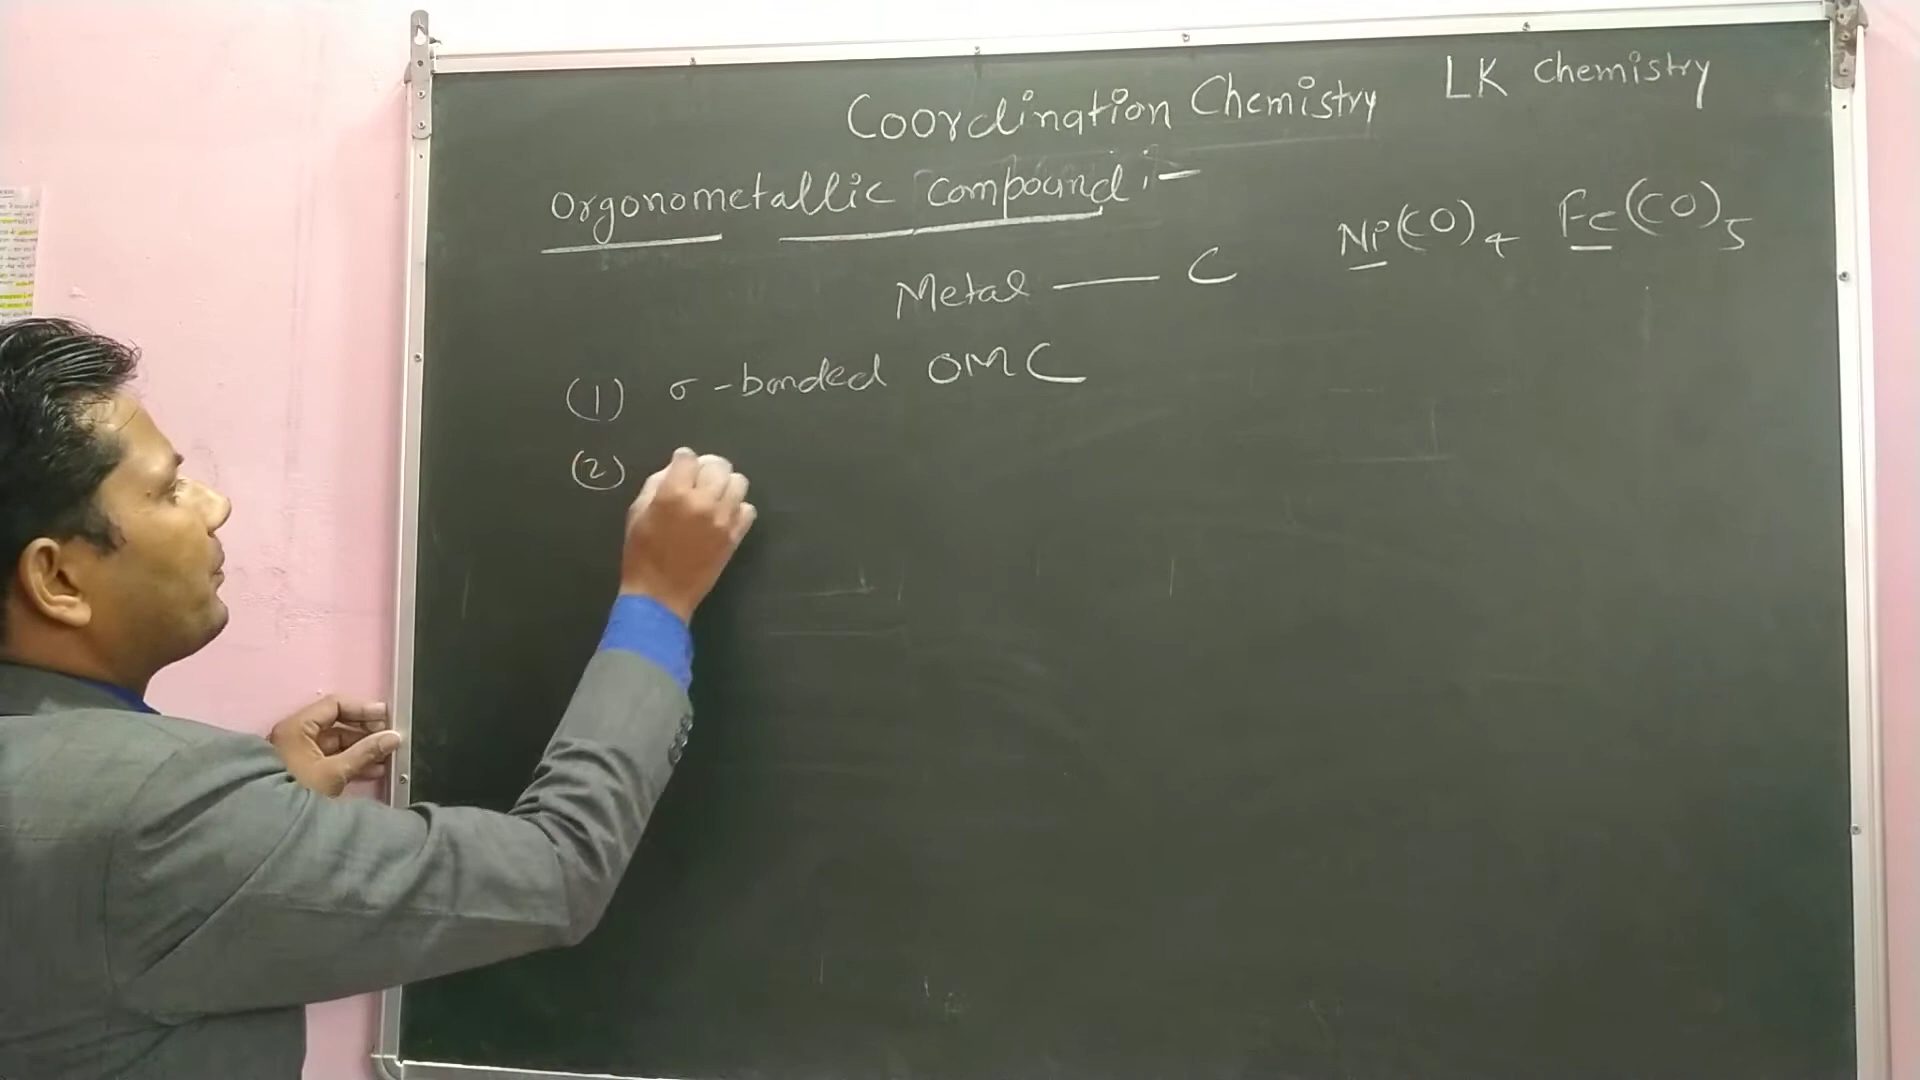 LK Chemistry
Coordination Chemistry
Orgonometallic compound :-
Ni(CO)4 Fe(CO)5
Metal — C
(1) σ-bonded OMC
(2)